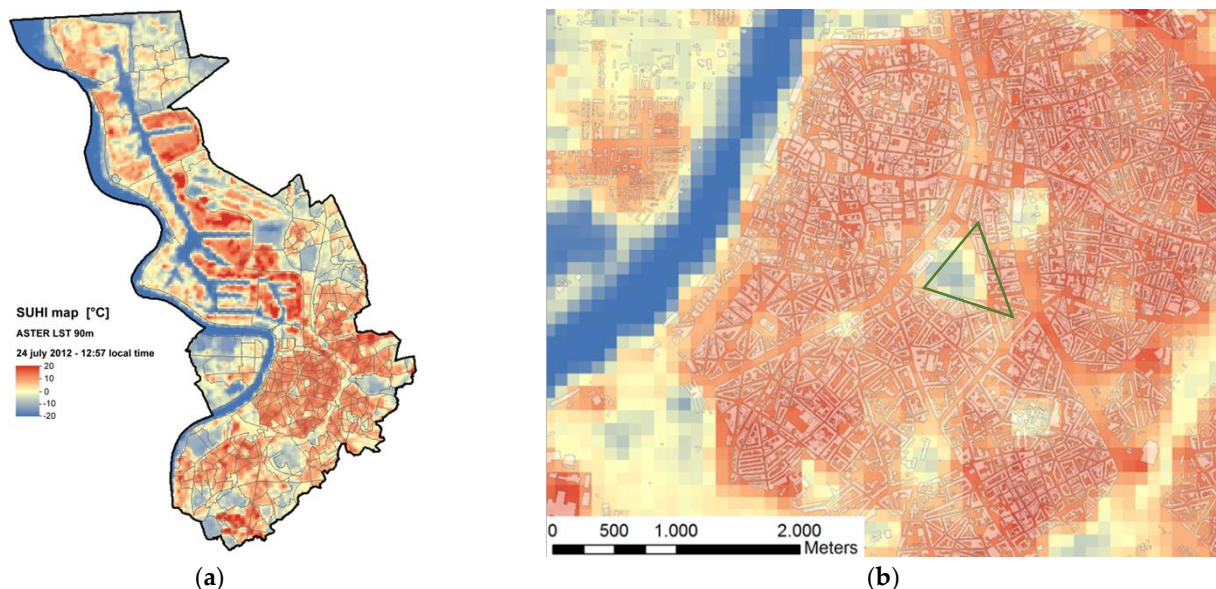 SUHI map [°C]
ASTER LST 90m
24 july 2012 - 12:57 local time
20
10
- 0
-10
-20
0 500 1.000 2.000
Meters
(a)
(b)